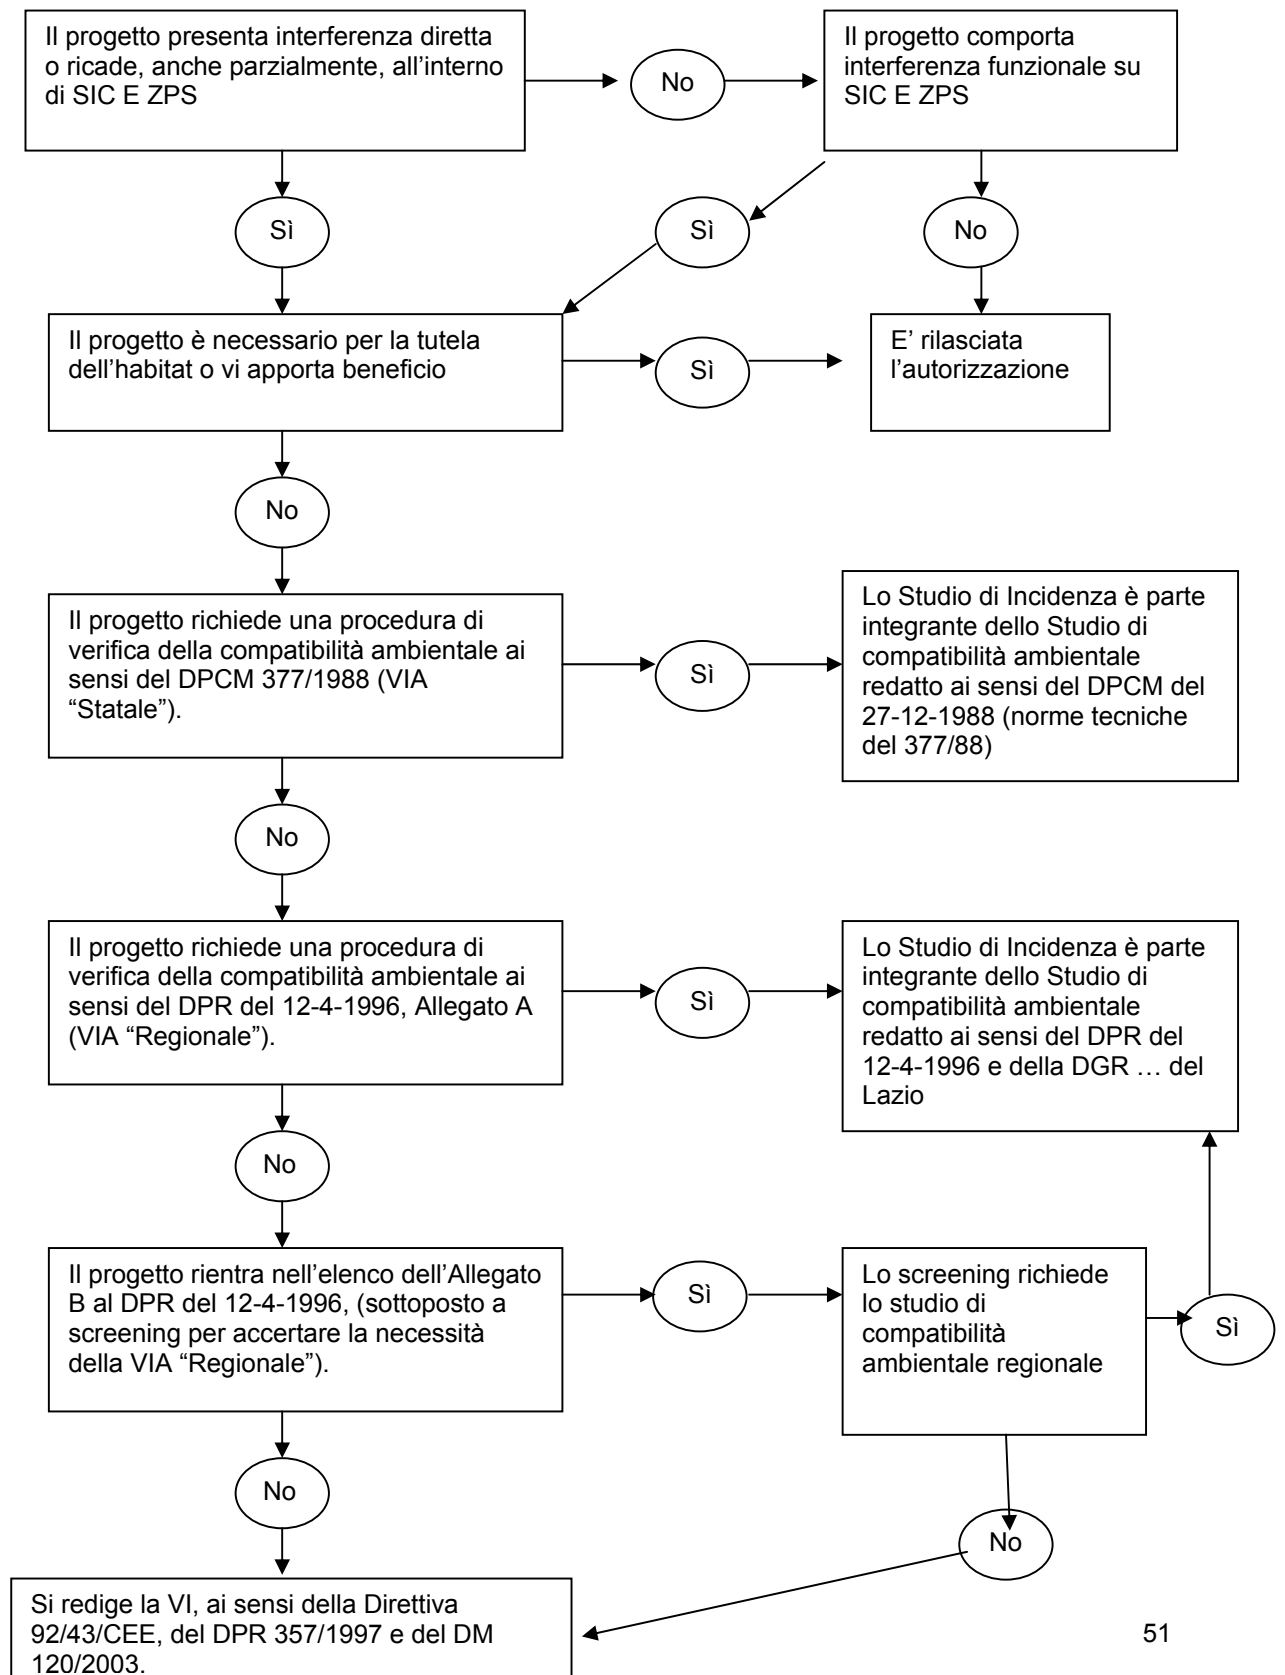 Il progetto presenta interferenza diretta
o ricade, anche parzialmente, all’interno
di SIC E ZPS
No
Il progetto comporta
interferenza funzionale su
SIC E ZPS
Sì
Sì
No
Il progetto è necessario per la tutela
dell’habitat o vi apporta beneficio
Sì
E’ rilasciata
l’autorizzazione
No
Il progetto richiede una procedura di
verifica della compatibilità ambientale ai
sensi del DPCM 377/1988 (VIA
“Statale”).
Sì
Lo Studio di Incidenza è parte
integrante dello Studio di
compatibilità ambientale
redatto ai sensi del DPCM del
27-12-1988 (norme tecniche
del 377/88)
No
Il progetto richiede una procedura di
verifica della compatibilità ambientale ai
sensi del DPR del 12-4-1996, Allegato A
(VIA “Regionale”).
Sì
Lo Studio di Incidenza è parte
integrante dello Studio di
compatibilità ambientale
redatto ai sensi del DPR del
12-4-1996 e della DGR … del
Lazio
No
Il progetto rientra nell’elenco dell’Allegato
B al DPR del 12-4-1996, (sottoposto a
screening per accertare la necessità
della VIA “Regionale”).
Sì
Lo screening richiede
lo studio di
compatibilità
ambientale regionale
Sì
No
No
Si redige la VI, ai sensi della Direttiva
92/43/CEE, del DPR 357/1997 e del DM
120/2003.
51